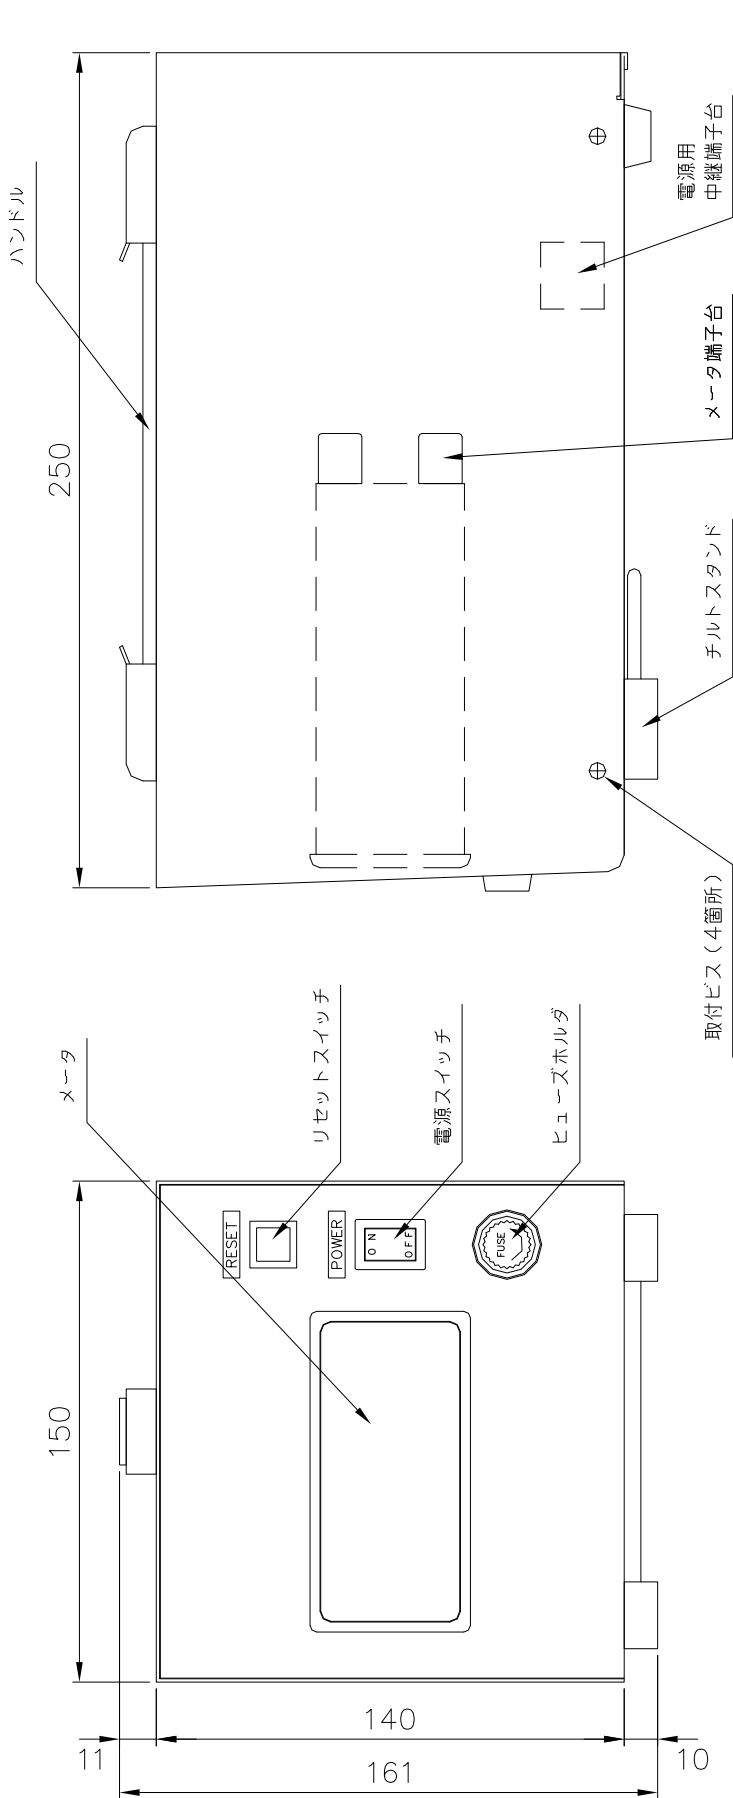 ハンドル
250
電源用
中継端子台
メータ端子台
チルトスタンド
取付ビス(4箇所)
メータ
リセットスイッチ
電源スイッチ
ヒューズホルダ
RESET
POWER
ON
OFF
FUSE
150
140
11
161
10